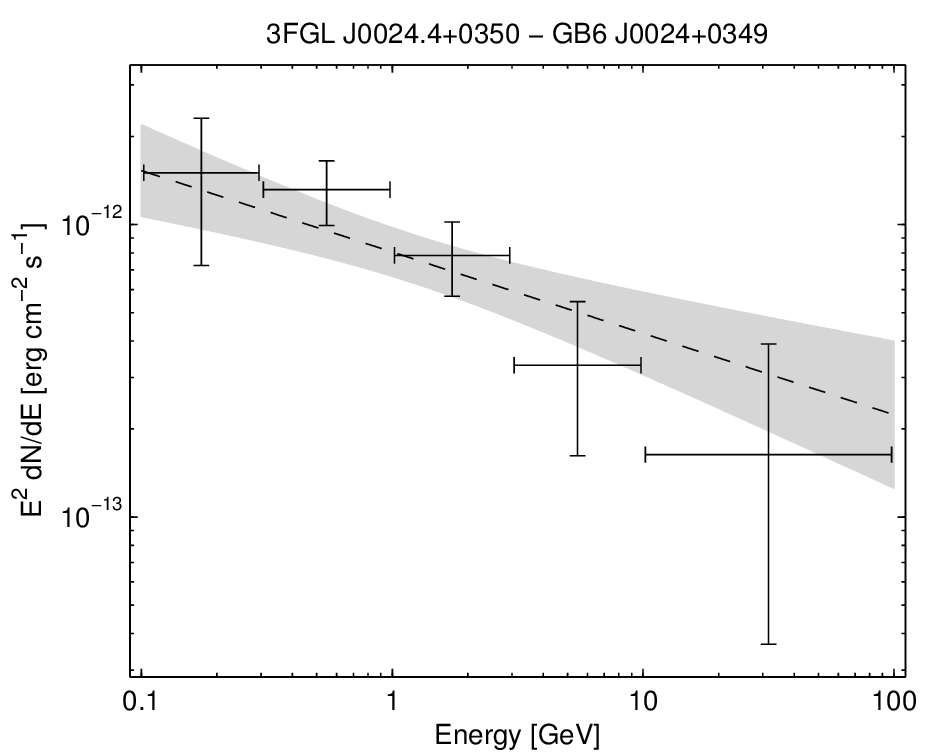 3FGL J0024.4+0350 − GB6 J0024+0349
E² dN/dE [erg cm⁻² s⁻¹]
10⁻¹²
10⁻¹³
0.1 1 10 100
Energy [GeV]